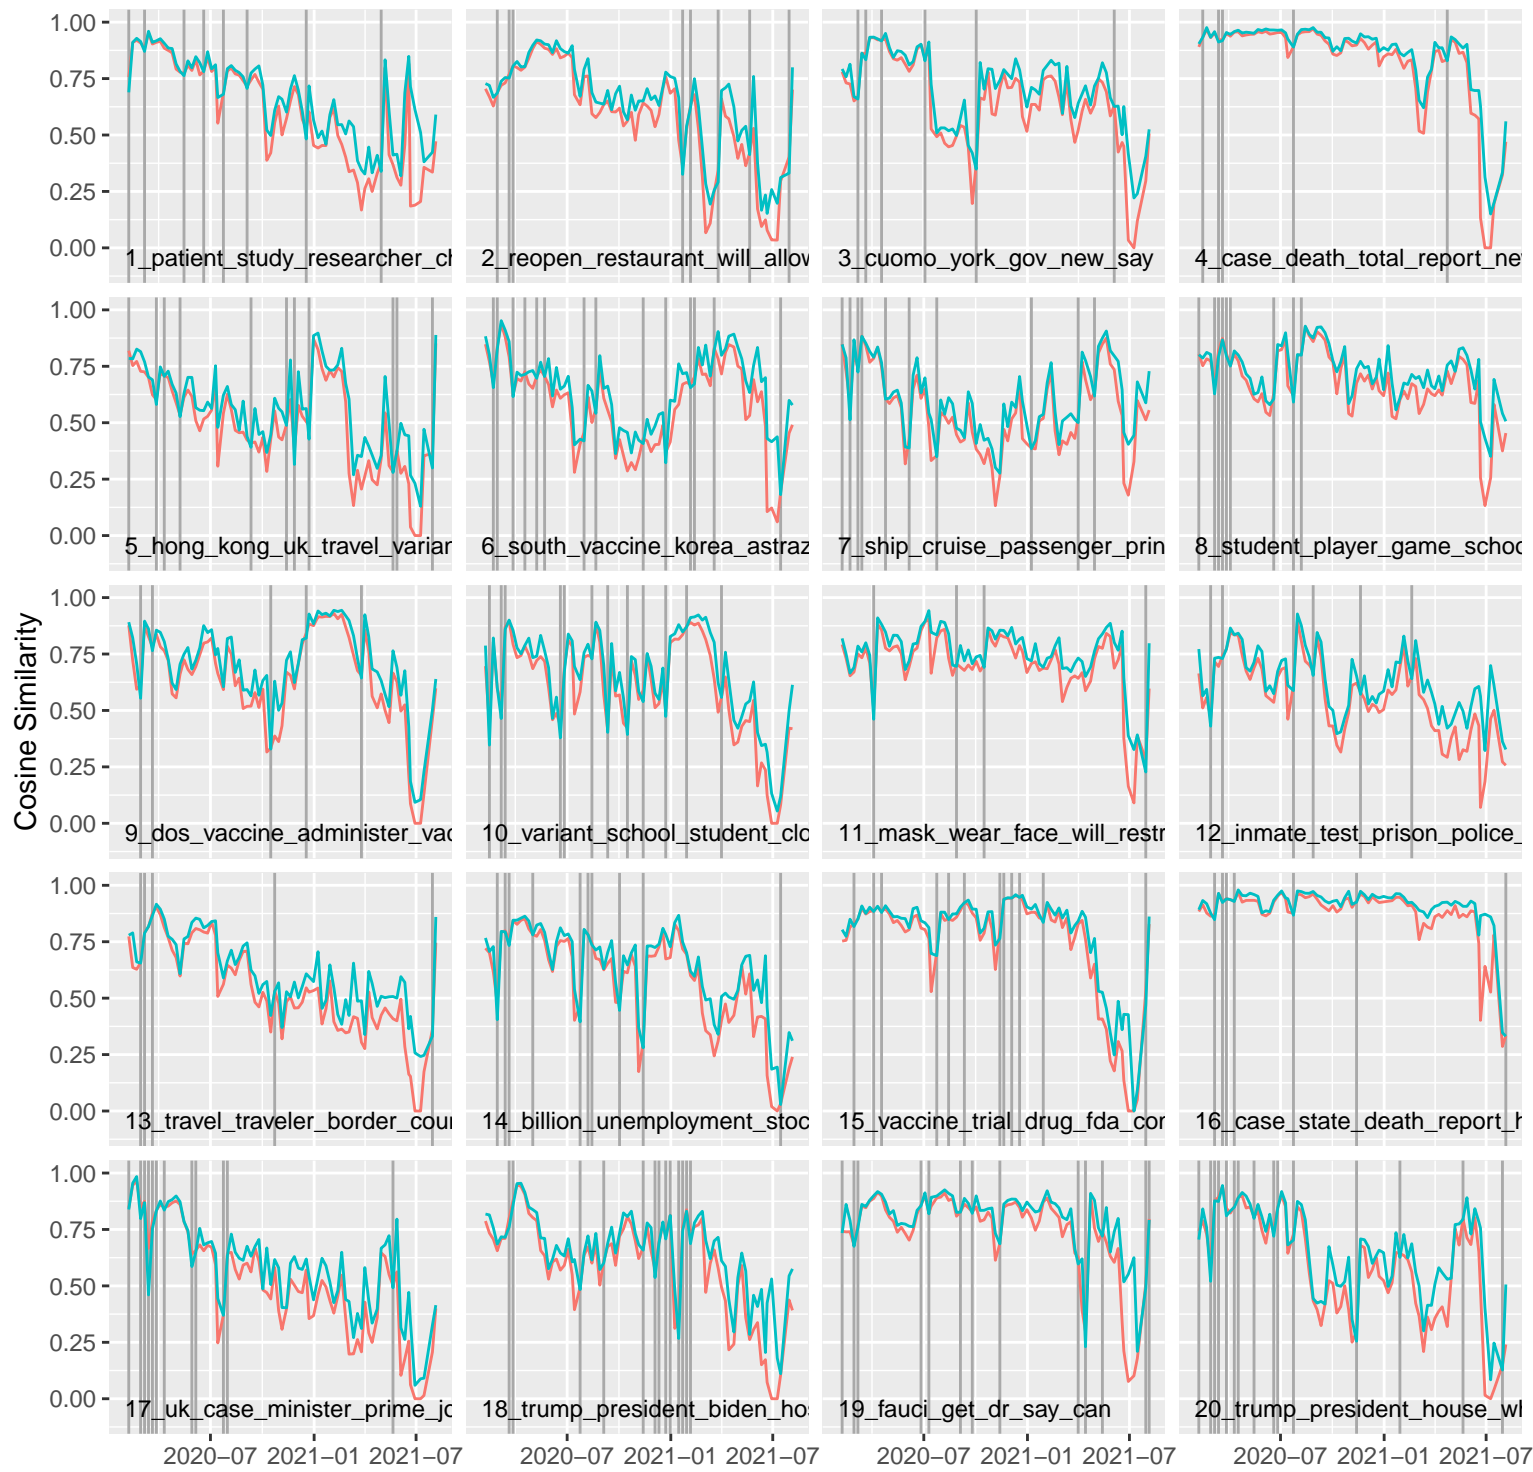 1.00
0.75
0.50
0.25
0.00
1_patient_study_researcher_ch
2_reopen_restaurant_will_allow
3_cuomo_york_gov_new_say
4_case_death_total_report_new
1.00
0.75
0.50
0.25
0.00
5_hong_kong_uk_travel_varian
6_south_vaccine_korea_astraz
7_ship_cruise_passenger_prin
8_student_player_game_schoo
Cosine Similarity
1.00
0.75
0.50
0.25
0.00
9_dos_vaccine_administer_vac
10_variant_school_student_clo
11_mask_wear_face_will_restr
12_inmate_test_prison_police_
1.00
0.75
0.50
0.25
0.00
13_travel_traveler_border_cour
14_billion_unemployment_stoc
15_vaccine_trial_drug_fda_cor
16_case_state_death_report_h
1.00
0.75
0.50
0.25
0.00
17_uk_case_minister_prime_jo
18_trump_president_biden_hos
19_fauci_get_dr_say_can
20_trump_president_house_wh
2020−07 2021−01 2021−07
2020−07 2021−01 2021−07
2020−07 2021−01 2021−07
2020−07 2021−01 2021−07